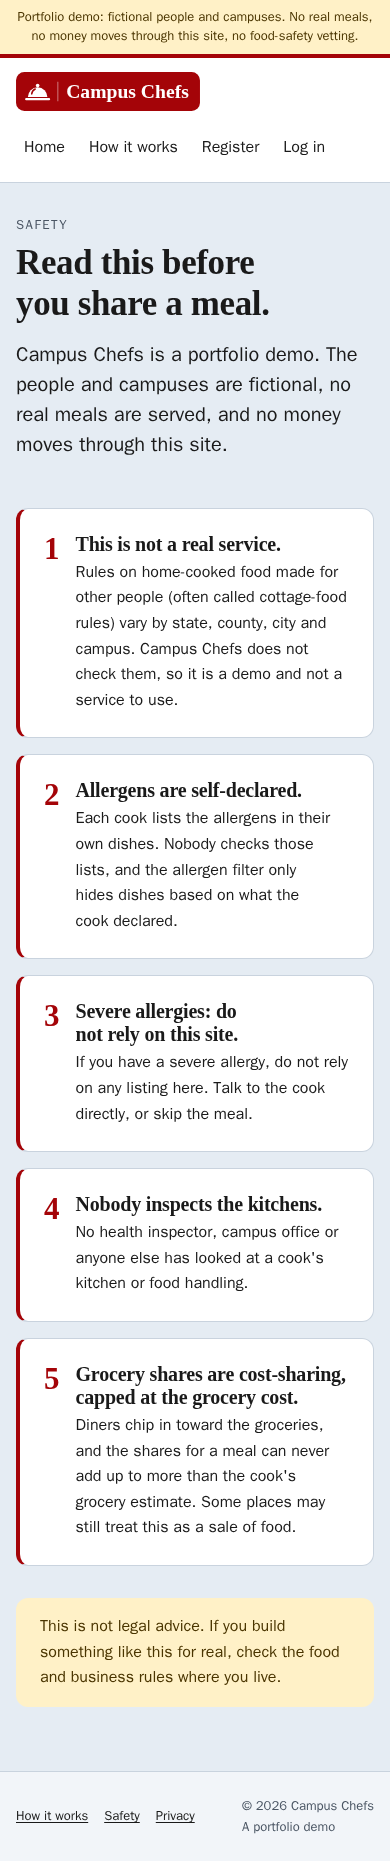 Portfolio demo: fictional people and campuses. No real meals,
no money moves through this site, no food-safety vetting.
Campus Chefs
Home How it works Register Log in
SAFETY
Read this before
you share a meal.
Campus Chefs is a portfolio demo. The
people and campuses are fictional, no
real meals are served, and no money
moves through this site.
1 This is not a real service.
Rules on home-cooked food made for
other people (often called cottage-food
rules) vary by state, county, city and
campus. Campus Chefs does not
check them, so it is a demo and not a
service to use.
2 Allergens are self-declared.
Each cook lists the allergens in their
own dishes. Nobody checks those
lists, and the allergen filter only
hides dishes based on what the
cook declared.
3 Severe allergies: do
not rely on this site.
If you have a severe allergy, do not rely
on any listing here. Talk to the cook
directly, or skip the meal.
4 Nobody inspects the kitchens.
No health inspector, campus office or
anyone else has looked at a cook's
kitchen or food handling.
5 Grocery shares are cost-sharing,
capped at the grocery cost.
Diners chip in toward the groceries,
and the shares for a meal can never
add up to more than the cook's
grocery estimate. Some places may
still treat this as a sale of food.
This is not legal advice. If you build
something like this for real, check the food
and business rules where you live.
How it works Safety Privacy
© 2026 Campus Chefs
A portfolio demo